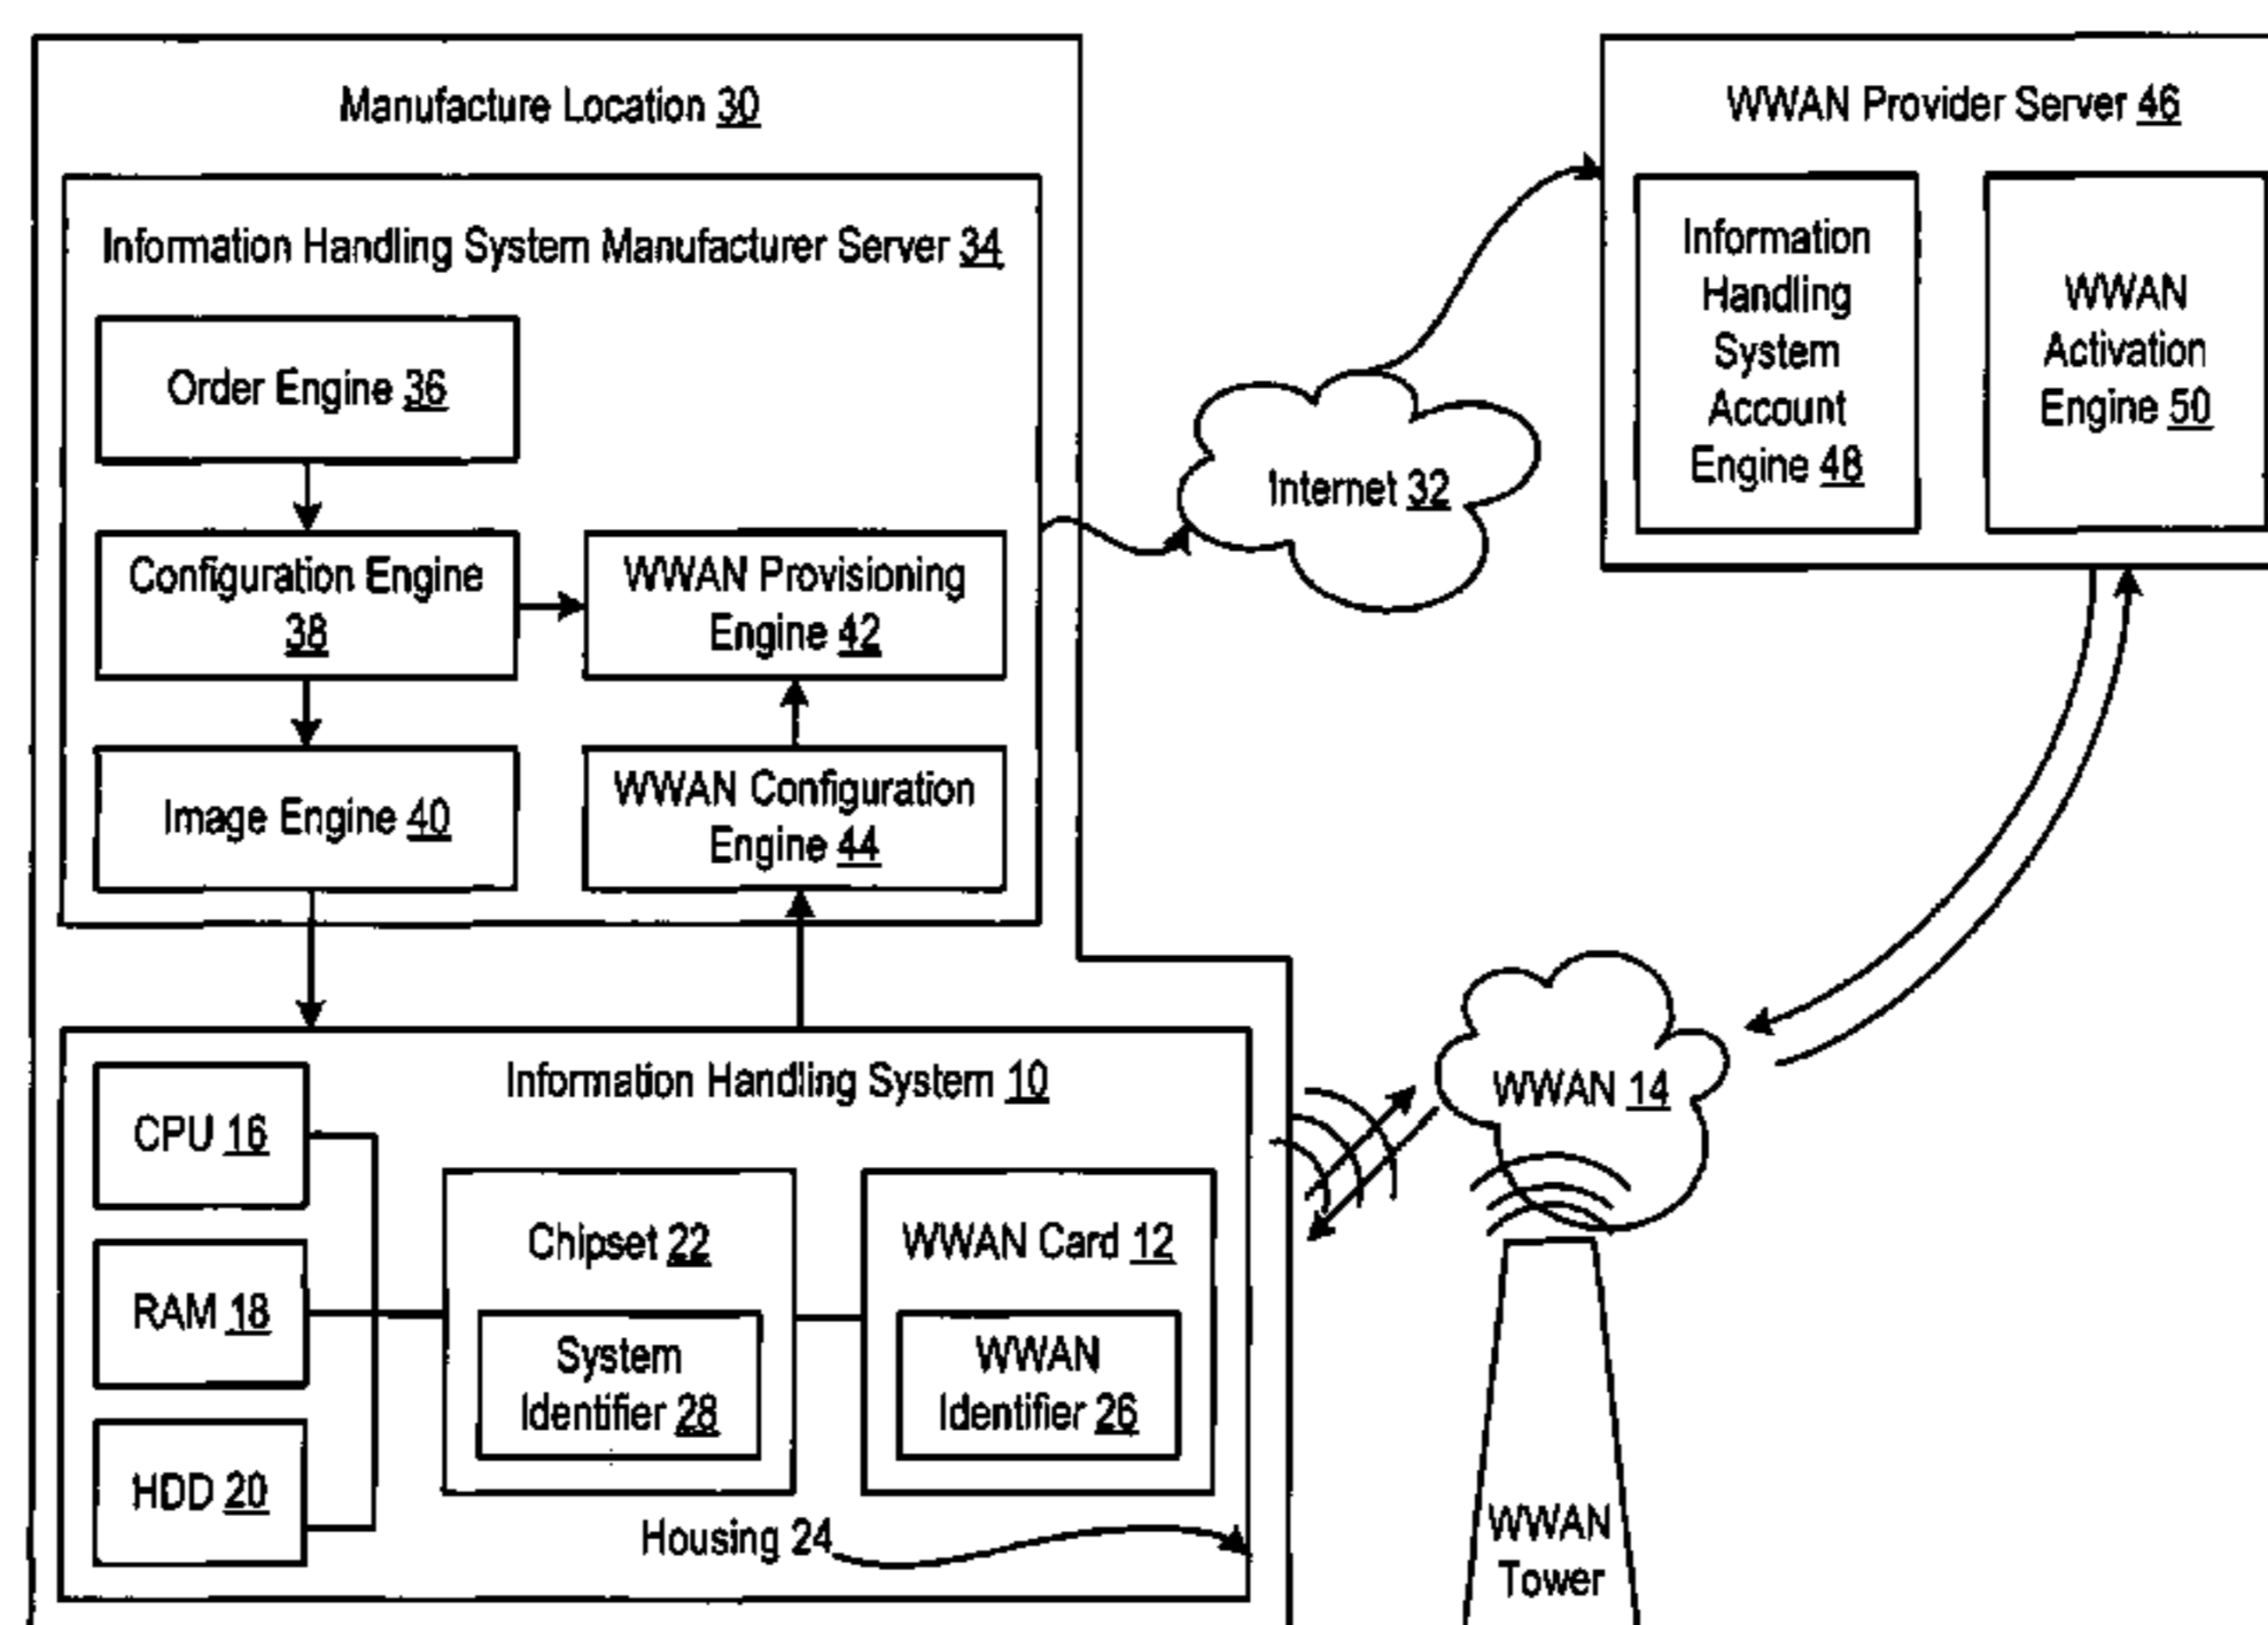 Manufacture Location 30
Information Handling System Manufacturer Server 34
Order Engine 36
Configuration Engine
38
WWAN Provisioning
Engine 42
Image Engine 40
WWAN Configuration
Engine 44
Internet 32
WWAN Provider Server 46
Information
Handling
System
Account
Engine 48
WWAN
Activation
Engine 50
Information Handling System 10
CPU 16
RAM 18
HDD 20
Chipset 22
System
Identifier 28
WWAN Card 12
WWAN
Identifier 26
Housing 24
WWAN 14
WWAN
Tower